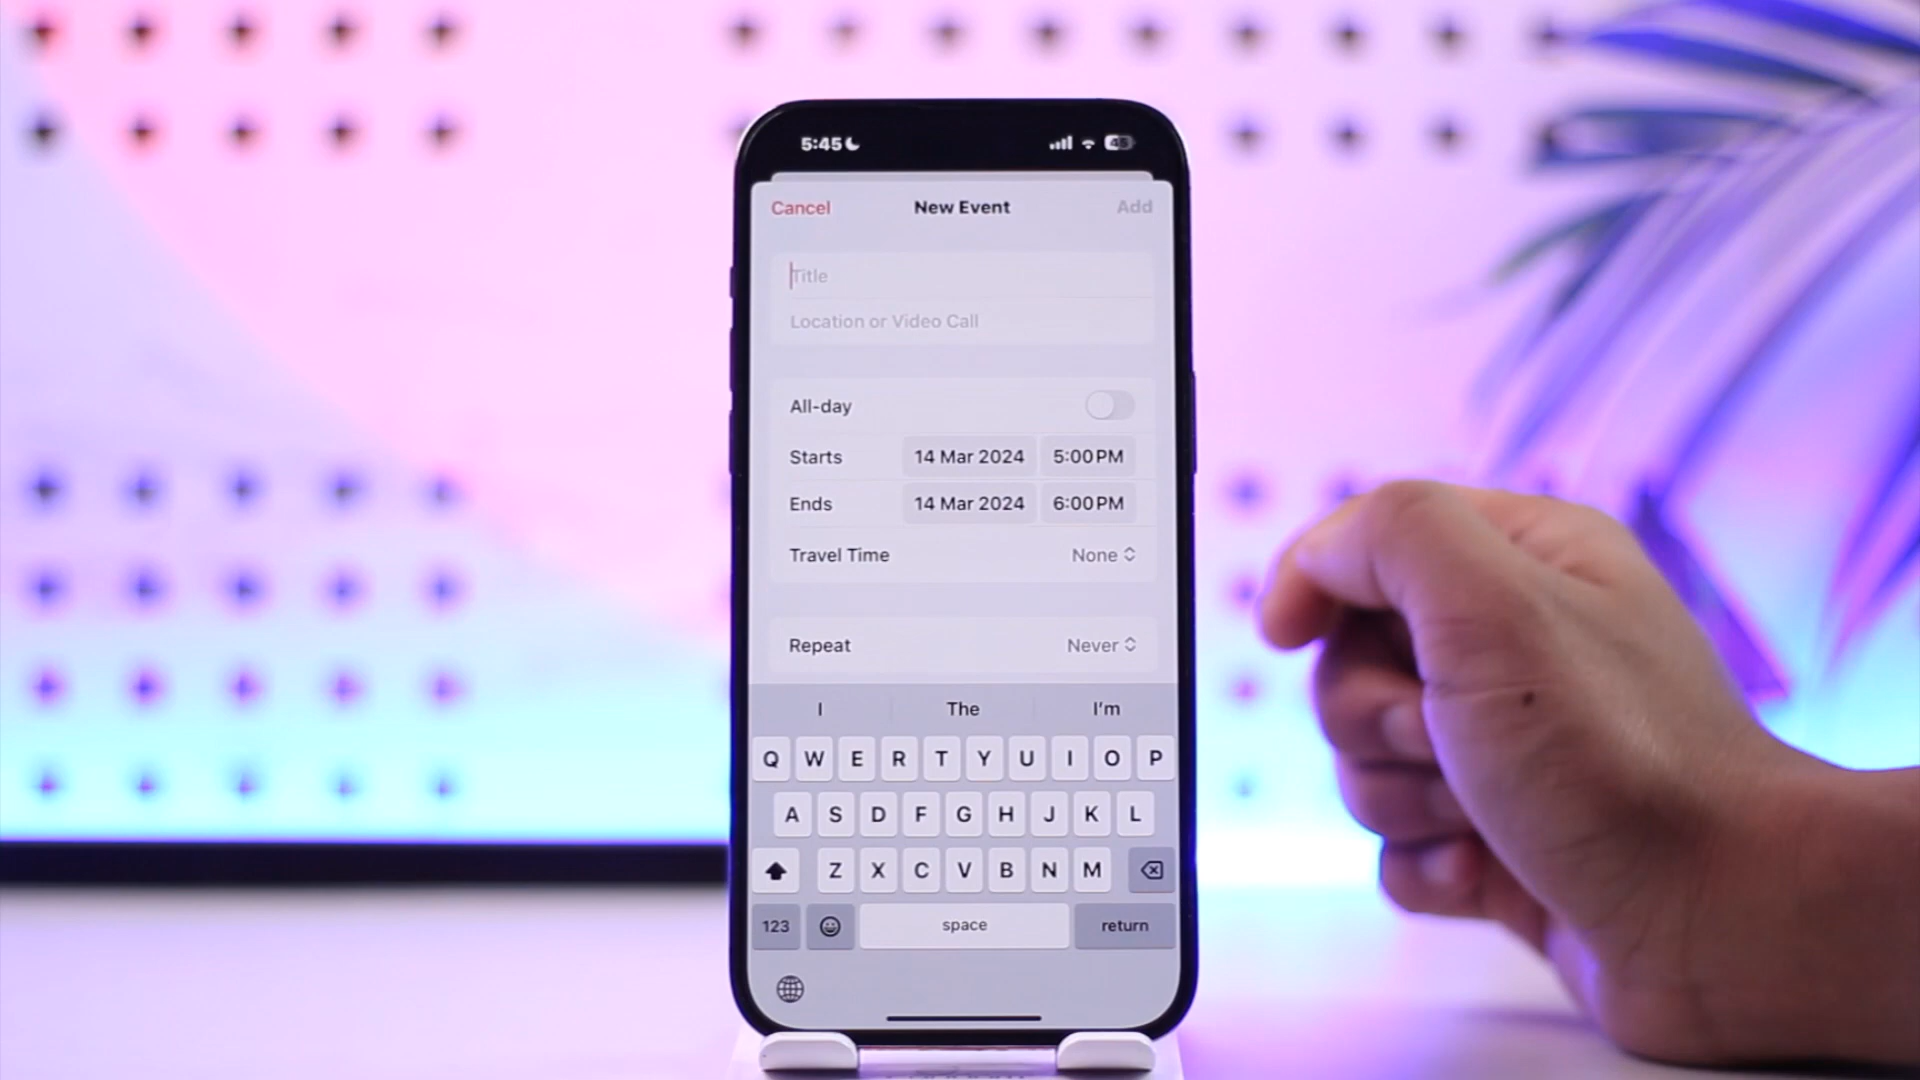 5:45
Cancel New Event Add
Title
Location or Video Call
All-day
Starts 14 Mar 2024 5:00PM
Ends 14 Mar 2024 6:00PM
Travel Time None
Repeat Never
I The I'm
Q W E R T Y U I O P
A S D F G H J K L
Z X C V B N M
123 space return